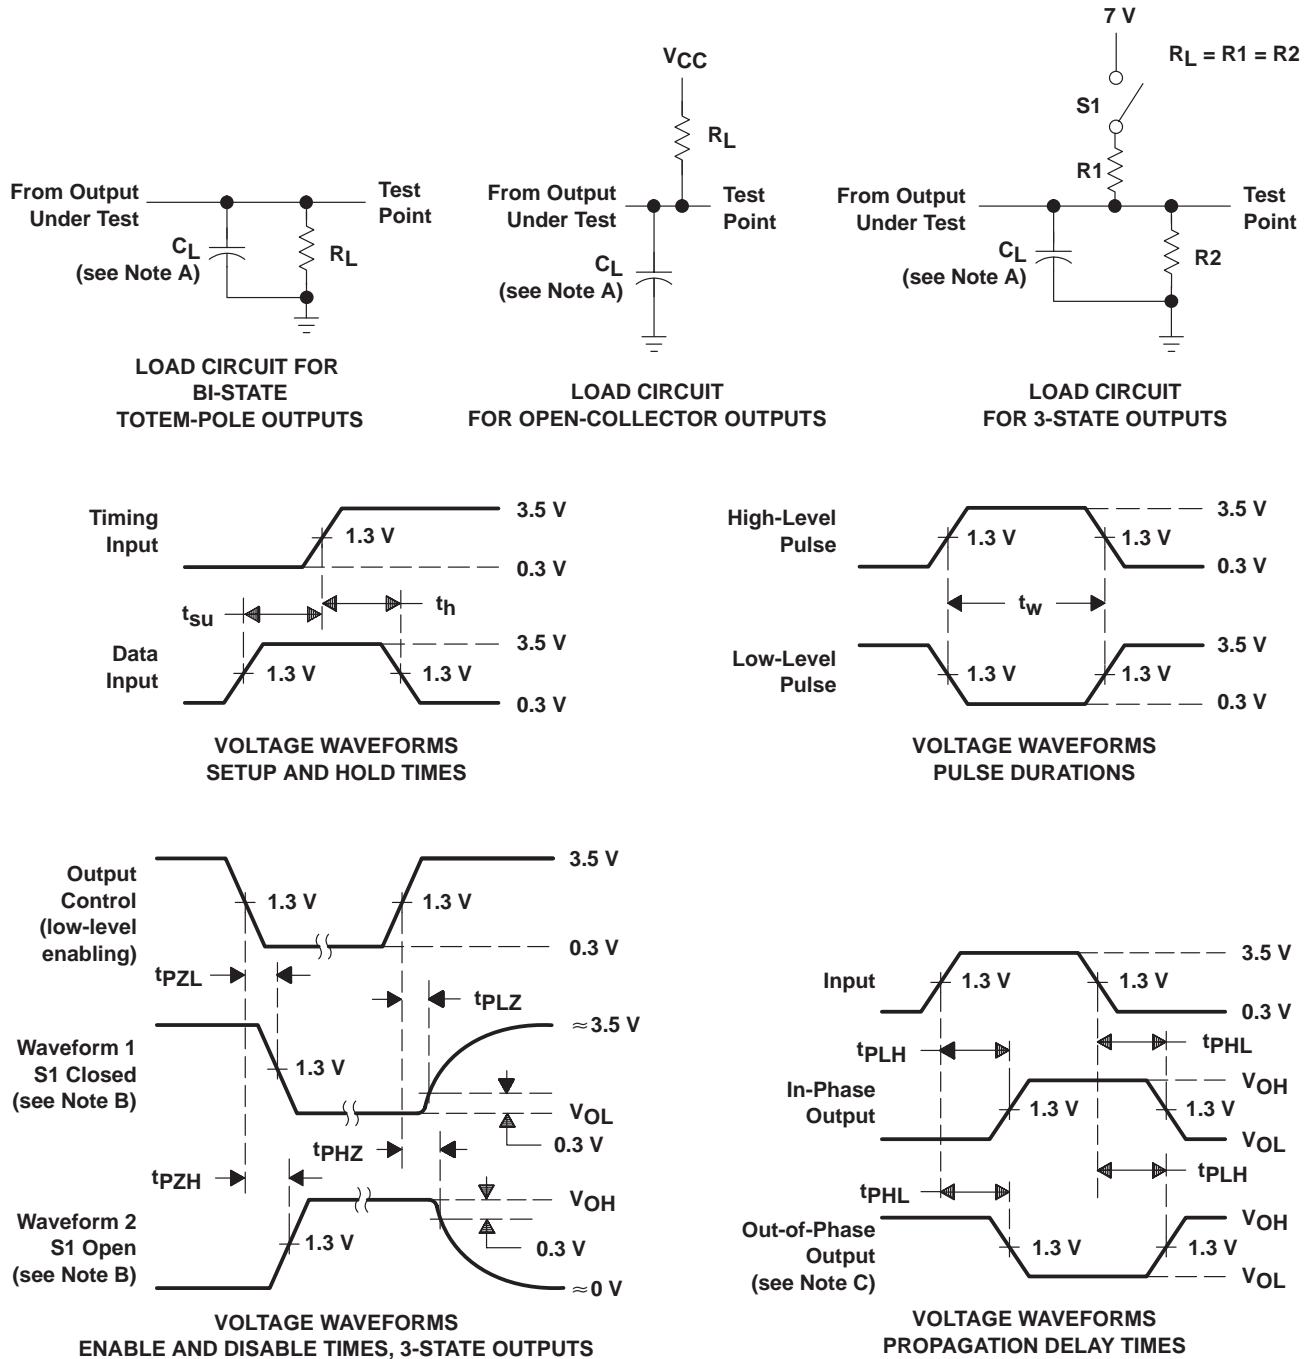 7 V
RL = R1 = R2
S1
R1
VCC
RL
From Output
Under Test
Test
Point
CL
(see Note A)
RL
From Output
Under Test
Test
Point
CL
(see Note A)
From Output
Under Test
Test
Point
CL
(see Note A)
R2
LOAD CIRCUIT FOR
BI-STATE
TOTEM-POLE OUTPUTS
LOAD CIRCUIT
FOR OPEN-COLLECTOR OUTPUTS
LOAD CIRCUIT
FOR 3-STATE OUTPUTS
Timing
Input
1.3 V
3.5 V
0.3 V
tsu
th
Data
Input
1.3 V
1.3 V
3.5 V
0.3 V
VOLTAGE WAVEFORMS
SETUP AND HOLD TIMES
High-Level
Pulse
1.3 V
1.3 V
3.5 V
0.3 V
tw
Low-Level
Pulse
1.3 V
1.3 V
3.5 V
0.3 V
VOLTAGE WAVEFORMS
PULSE DURATIONS
Output
Control
(low-level
enabling)
1.3 V
1.3 V
3.5 V
0.3 V
tPZL
tPLZ
Waveform 1
S1 Closed
(see Note B)
1.3 V
≈3.5 V
VOL
0.3 V
tPHZ
tPZH
Waveform 2
S1 Open
(see Note B)
1.3 V
VOH
0.3 V
≈0 V
VOLTAGE WAVEFORMS
ENABLE AND DISABLE TIMES, 3-STATE OUTPUTS
Input
1.3 V
1.3 V
3.5 V
0.3 V
tPLH
tPHL
In-Phase
Output
1.3 V
1.3 V
VOH
VOL
tPHL
tPLH
Out-of-Phase
Output
(see Note C)
1.3 V
1.3 V
VOH
VOL
VOLTAGE WAVEFORMS
PROPAGATION DELAY TIMES